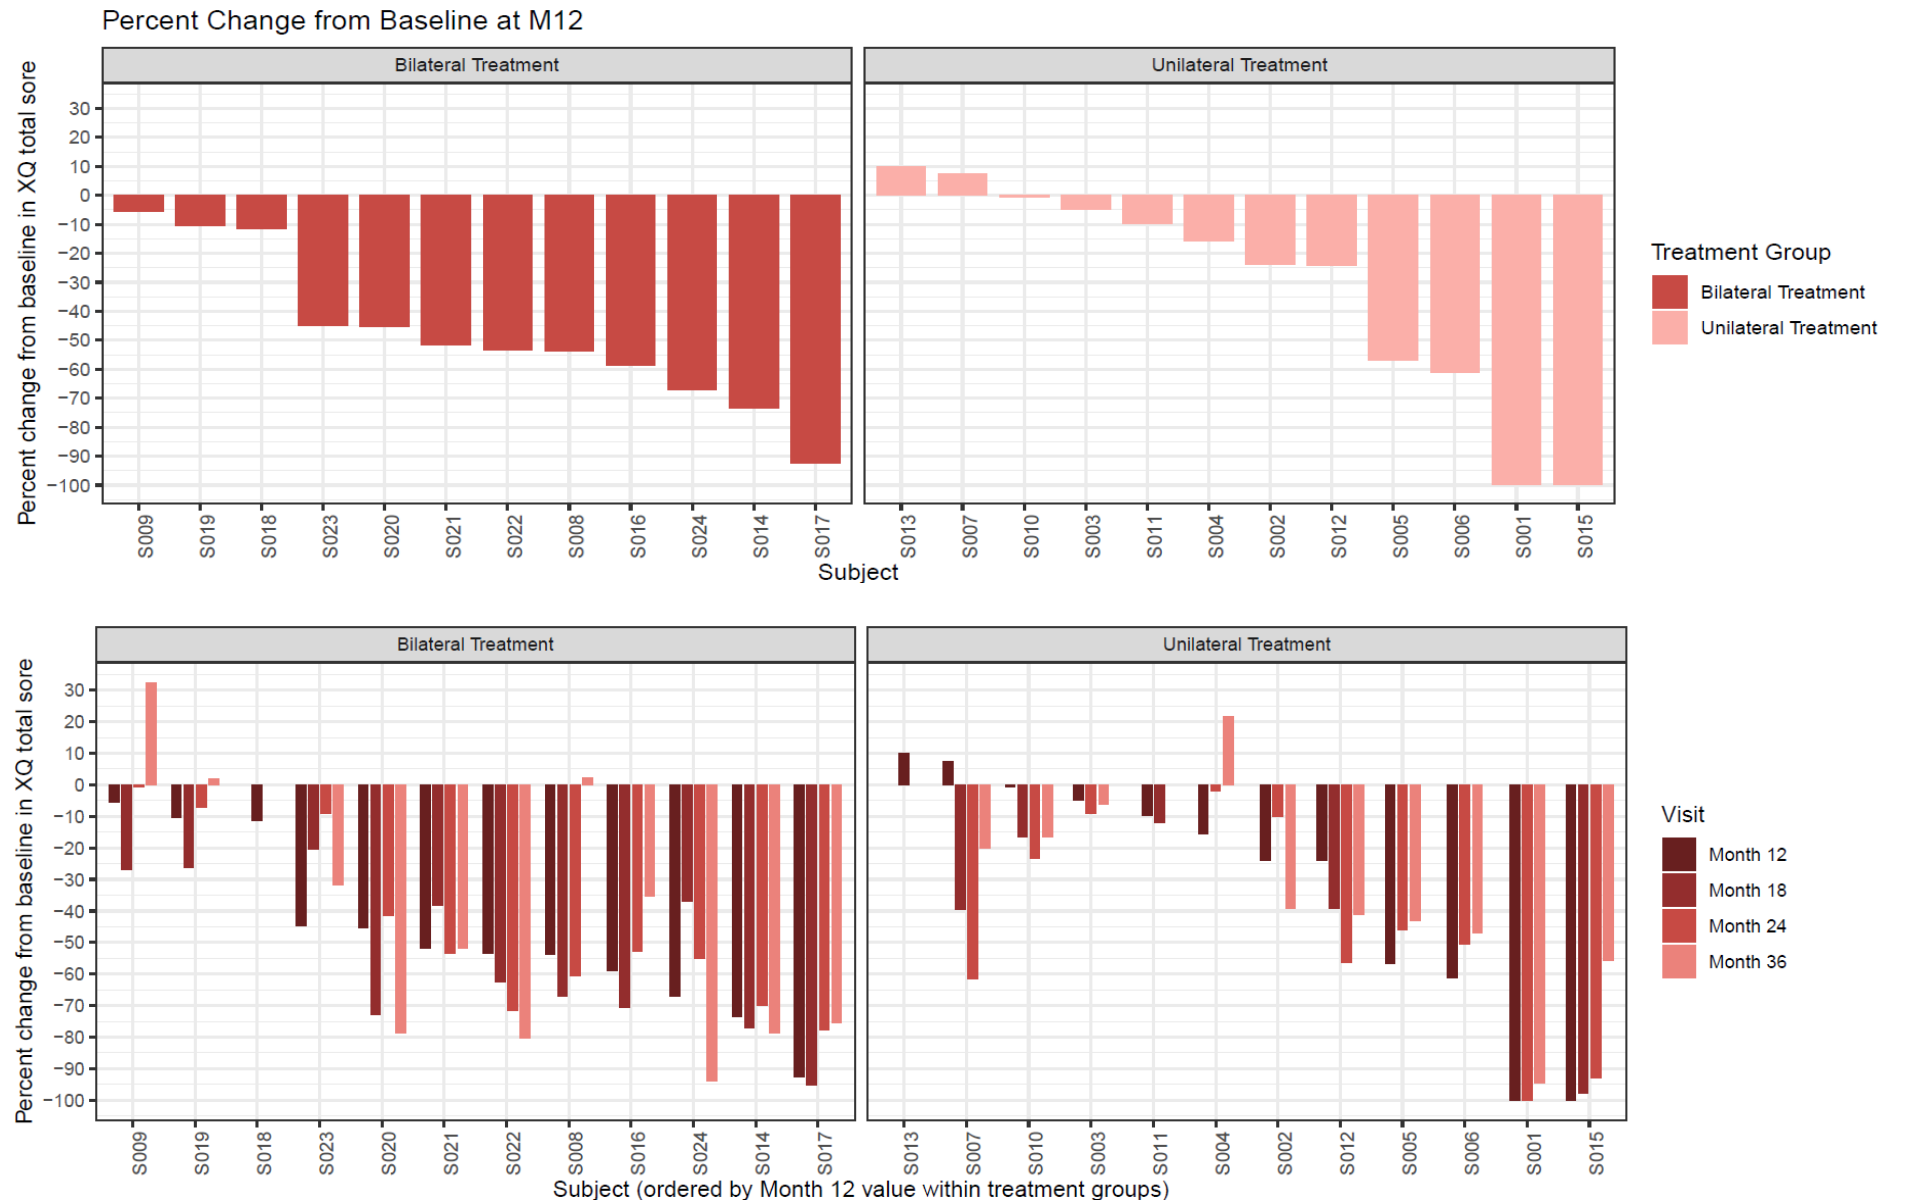 Percent Change from Baseline at M12
Bilateral Treatment
Unilateral Treatment
Percent change from baseline in XQ total sore
30
20
10
0
−10
−20
−30
−40
−50
−60
−70
−80
−90
−100
S009 S019 S018 S023 S020 S021 S022 S008 S016 S024 S014 S017
S013 S007 S010 S003 S011 S004 S002 S012 S005 S006 S001 S015
Subject
Treatment Group
Bilateral Treatment
Unilateral Treatment
Bilateral Treatment
Unilateral Treatment
Percent change from baseline in XQ total sore
30
20
10
0
−10
−20
−30
−40
−50
−60
−70
−80
−90
−100
S009 S019 S018 S023 S020 S021 S022 S008 S016 S024 S014 S017
S013 S007 S010 S003 S011 S004 S002 S012 S005 S006 S001 S015
Subject (ordered by Month 12 value within treatment groups)
Visit
Month 12
Month 18
Month 24
Month 36